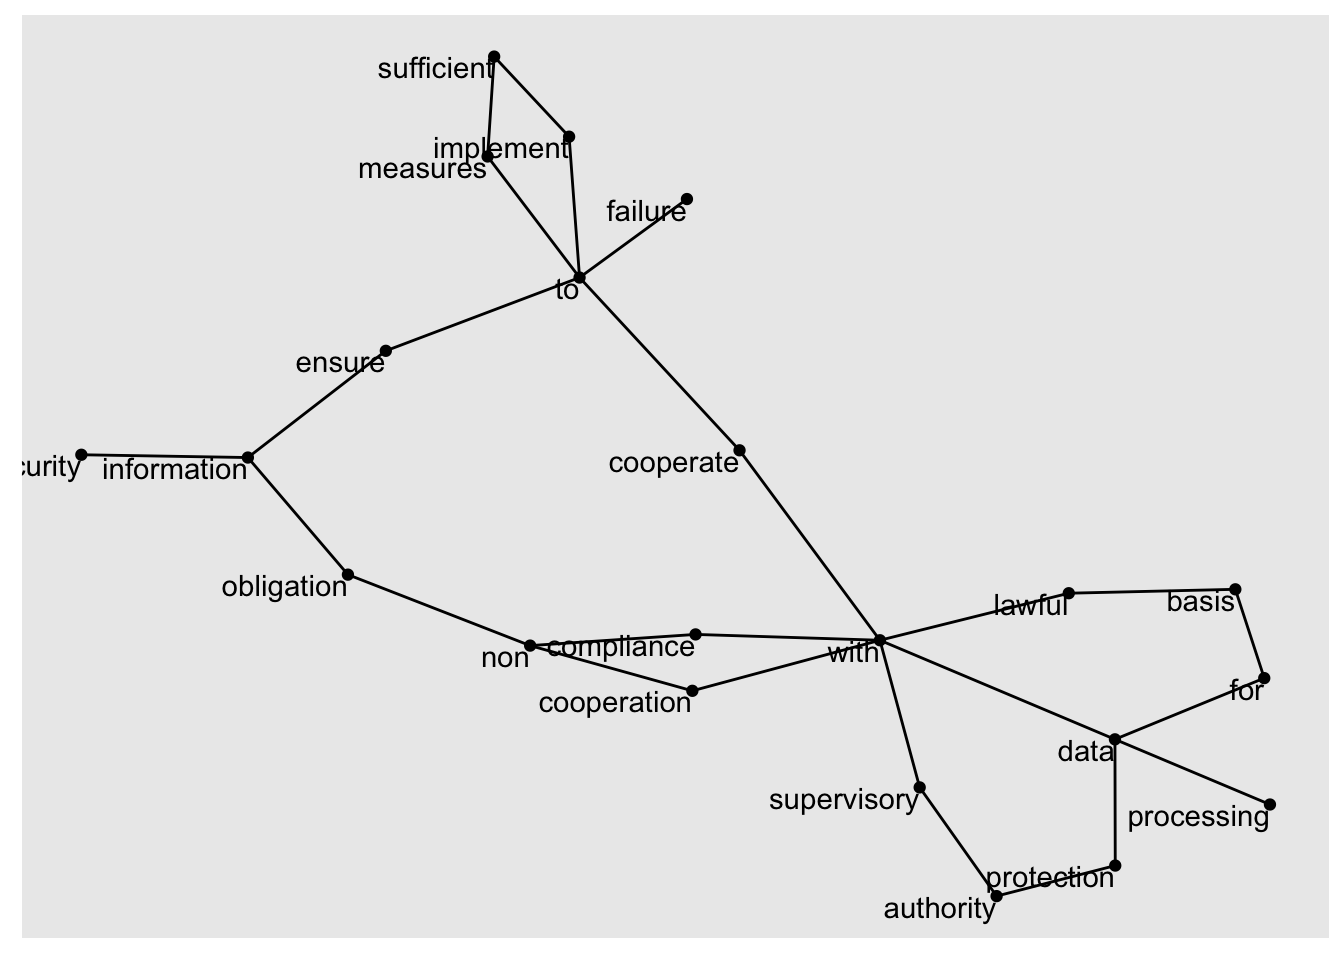 sufficient
implement
measures
failure
to
ensure
curity
information
cooperate
obligation
lawful
basis
compliance
with
non
for
cooperation
data
supervisory
processing
protection
authority